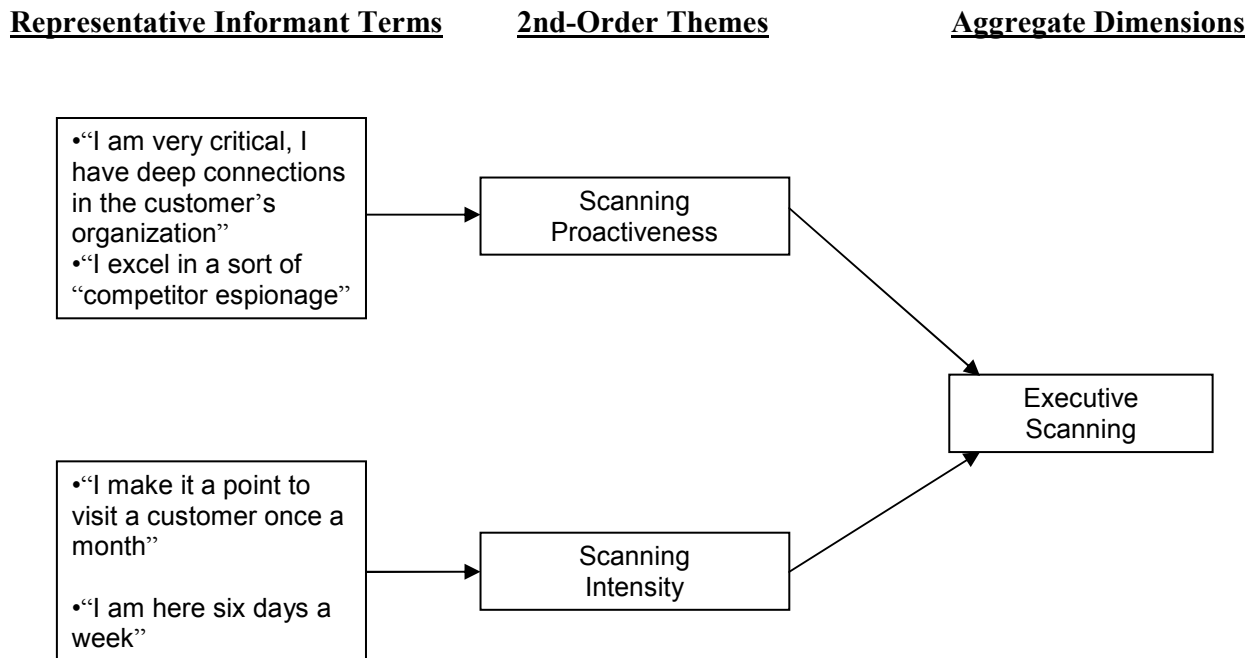 Representative Informant Terms 2nd-Order Themes Aggregate Dimensions
•“I am very critical, I
have deep connections
in the customer’s
organization”
•“I excel in a sort of
“competitor espionage”
Scanning
Proactiveness
Executive
Scanning
•“I make it a point to
visit a customer once a
month”
•“I am here six days a
week”
Scanning
Intensity